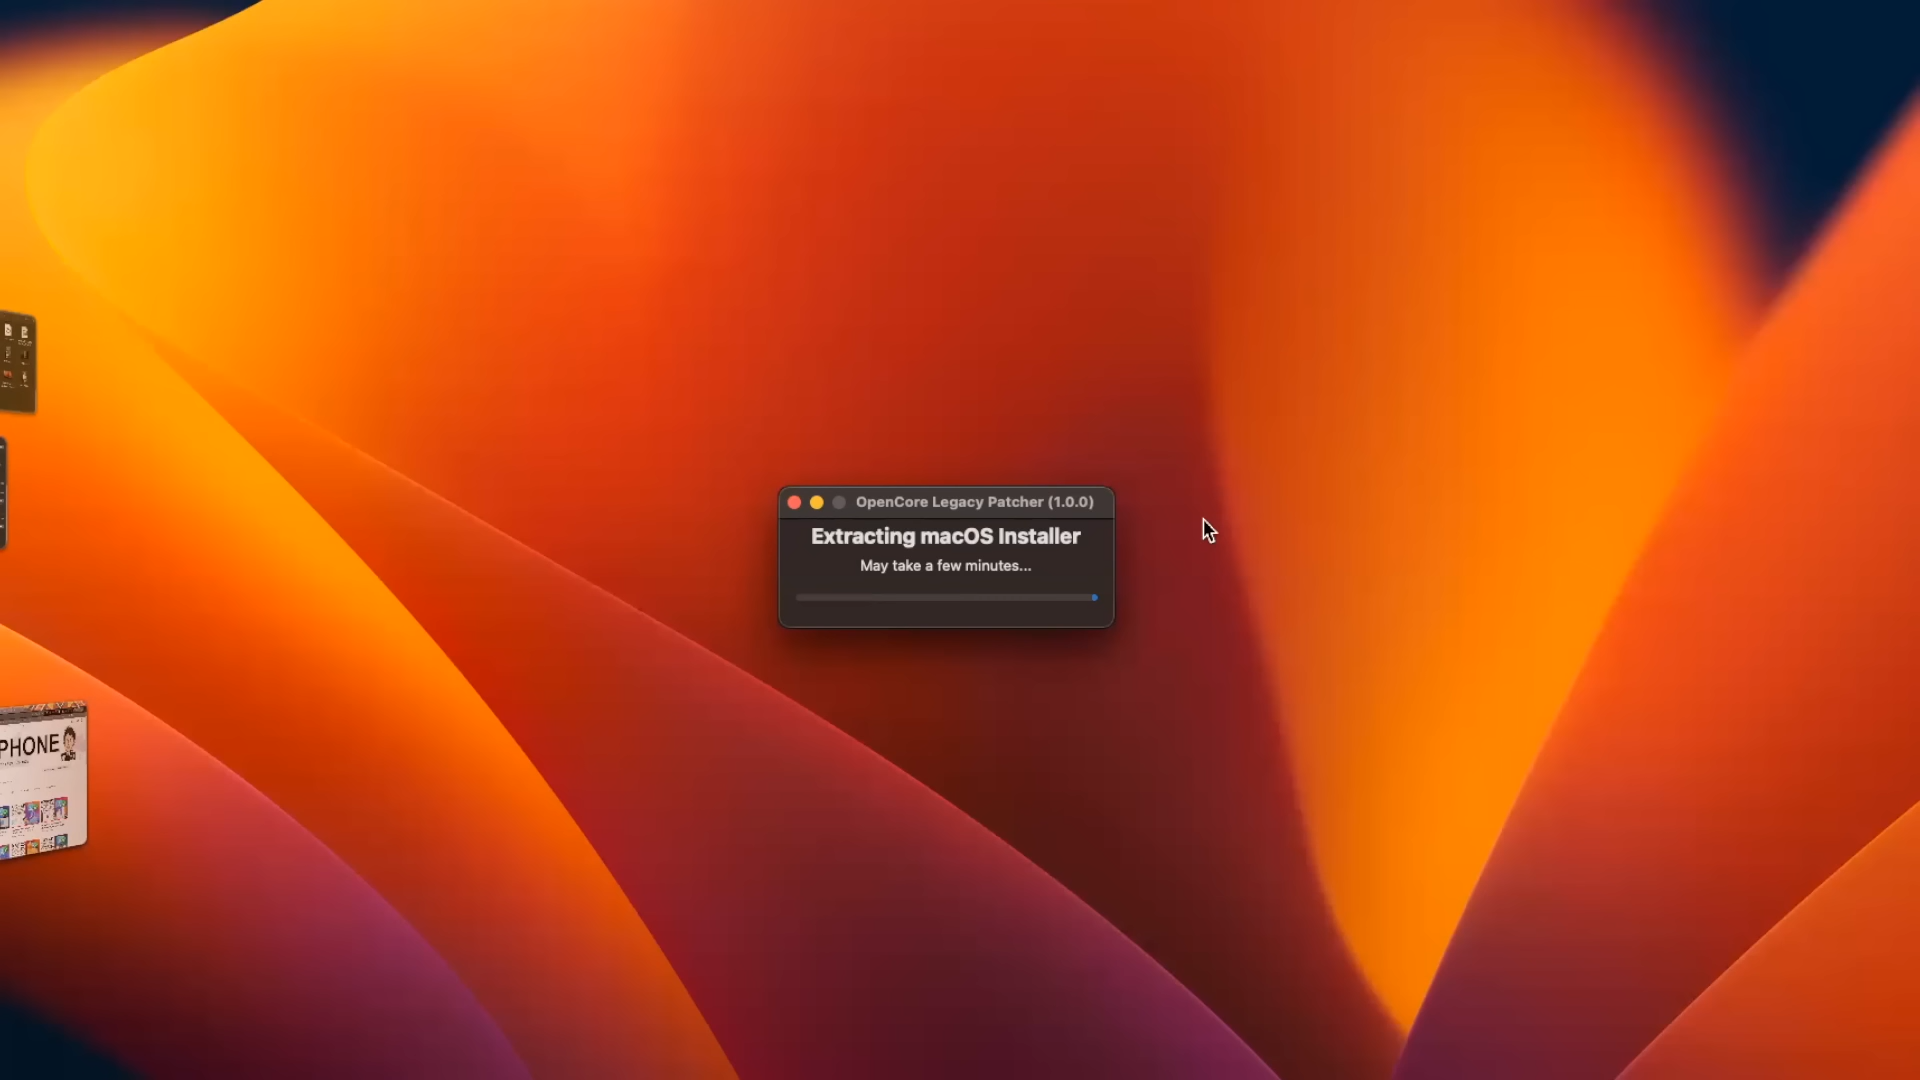 OpenCore Legacy Patcher (1.0.0)
Extracting macOS Installer
May take a few minutes...
PHONE